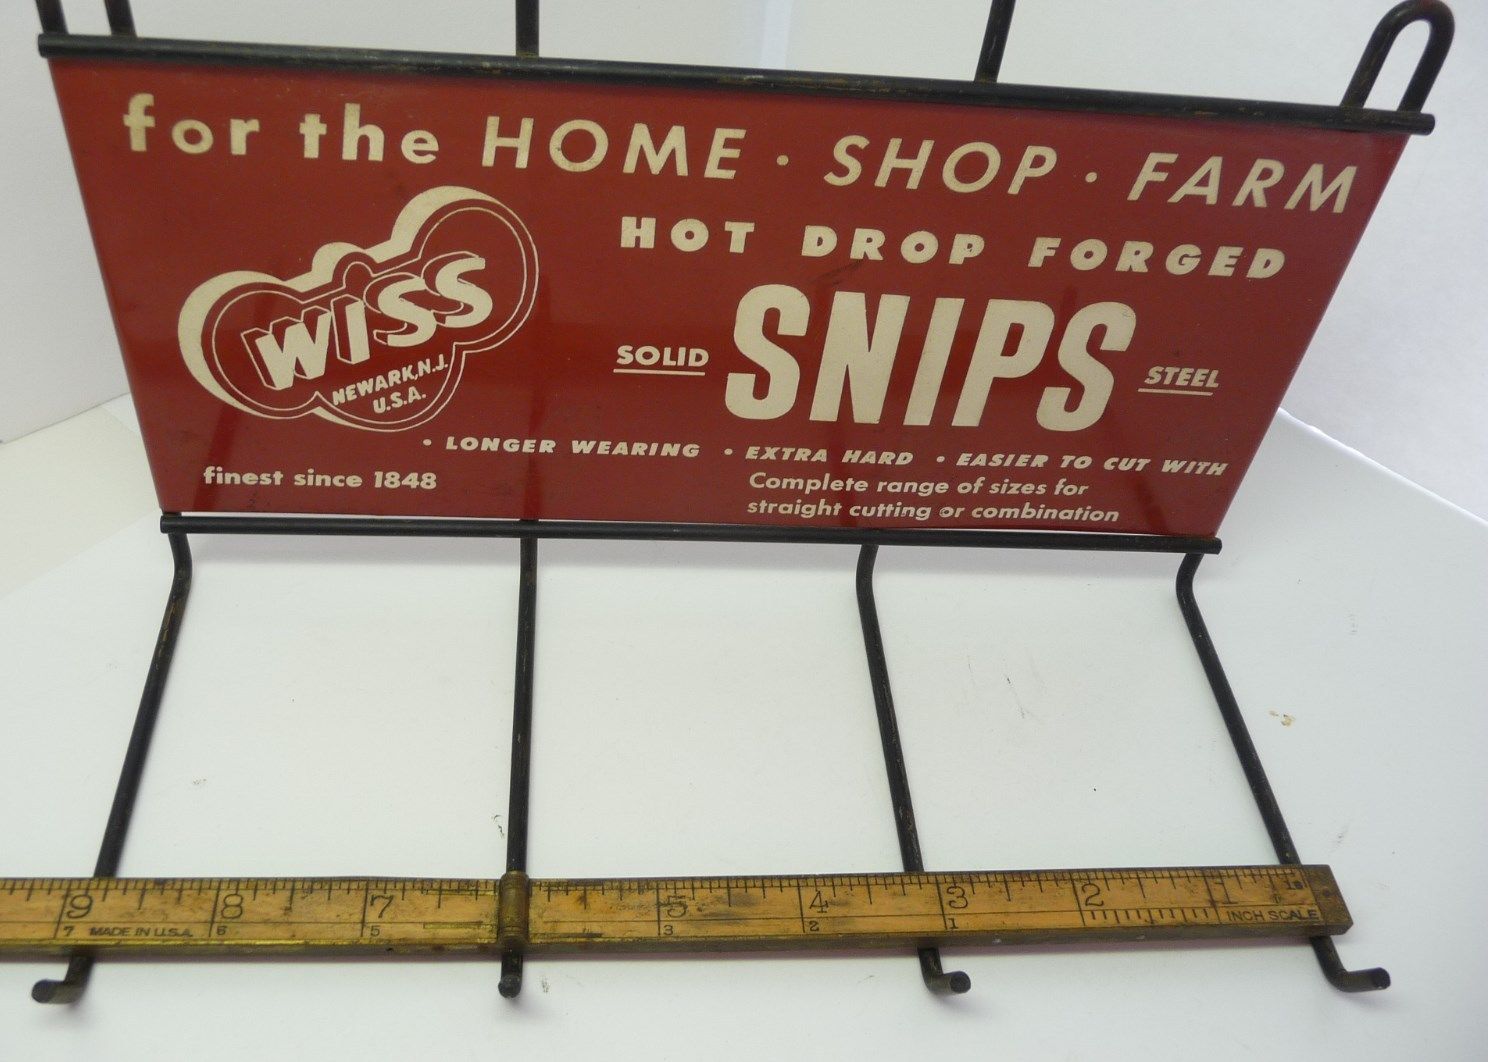 for the HOME · SHOP · FARM
HOT DROP FORGED
WISS
NEWARK, N.J.
U.S.A.
SOLID SNIPS STEEL
• LONGER WEARING • EXTRA HARD • EASIER TO CUT WITH
finest since 1848
Complete range of sizes for
straight cutting or combination
9 8 7 5 4 3 2 1
7 MADE IN U.S.A. 6 5 3 2 1 INCH SCALE